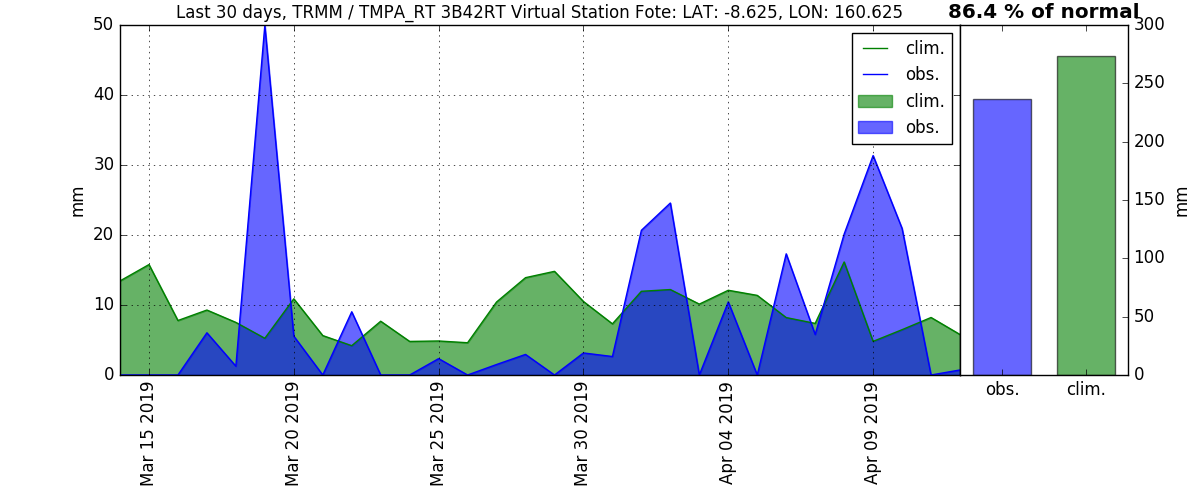 Last 30 days, TRMM / TMPA_RT 3B42RT Virtual Station Fote: LAT: -8.625, LON: 160.625
86.4 % of normal
50
40
30
20
10
0
mm
clim.
obs.
clim.
obs.
300
250
200
150
100
50
0
mm
Mar 15 2019
Mar 20 2019
Mar 25 2019
Mar 30 2019
Apr 04 2019
Apr 09 2019
obs.
clim.